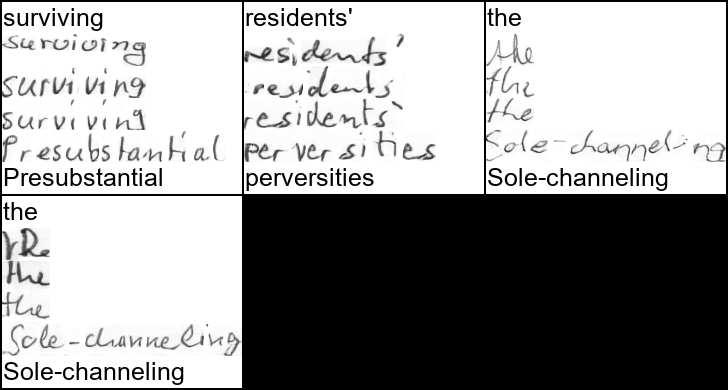 surviving
surviving
surviving
surviving
Presubstantial
Presubstantial
residents'
residents'
residents'
residents'
perversities
perversities
the
the
the
the
Sole-channeling
Sole-channeling
the
the
the
the
Sole-channeling
Sole-channeling